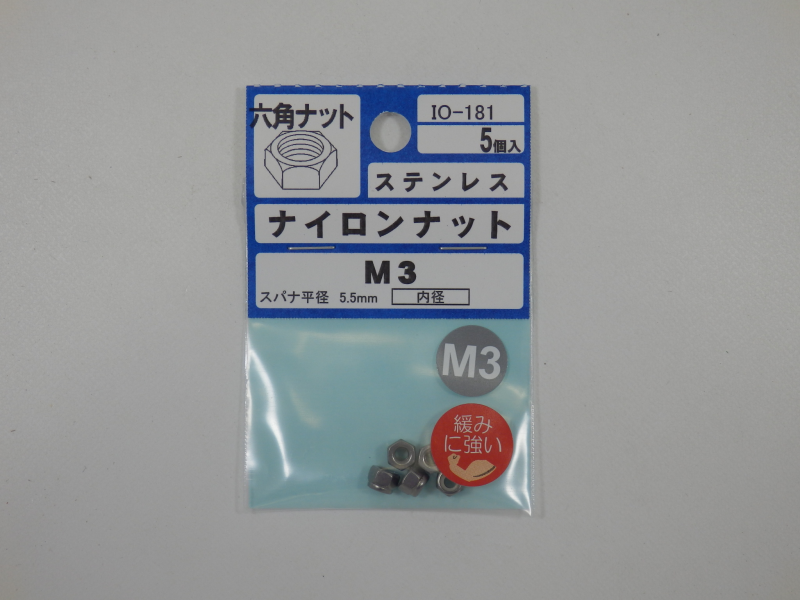 六角ナット
IO-181
5個入
ステンレス
ナイロンナット
M3
スパナ平径 5.5mm 内径
M3
緩み
に強い